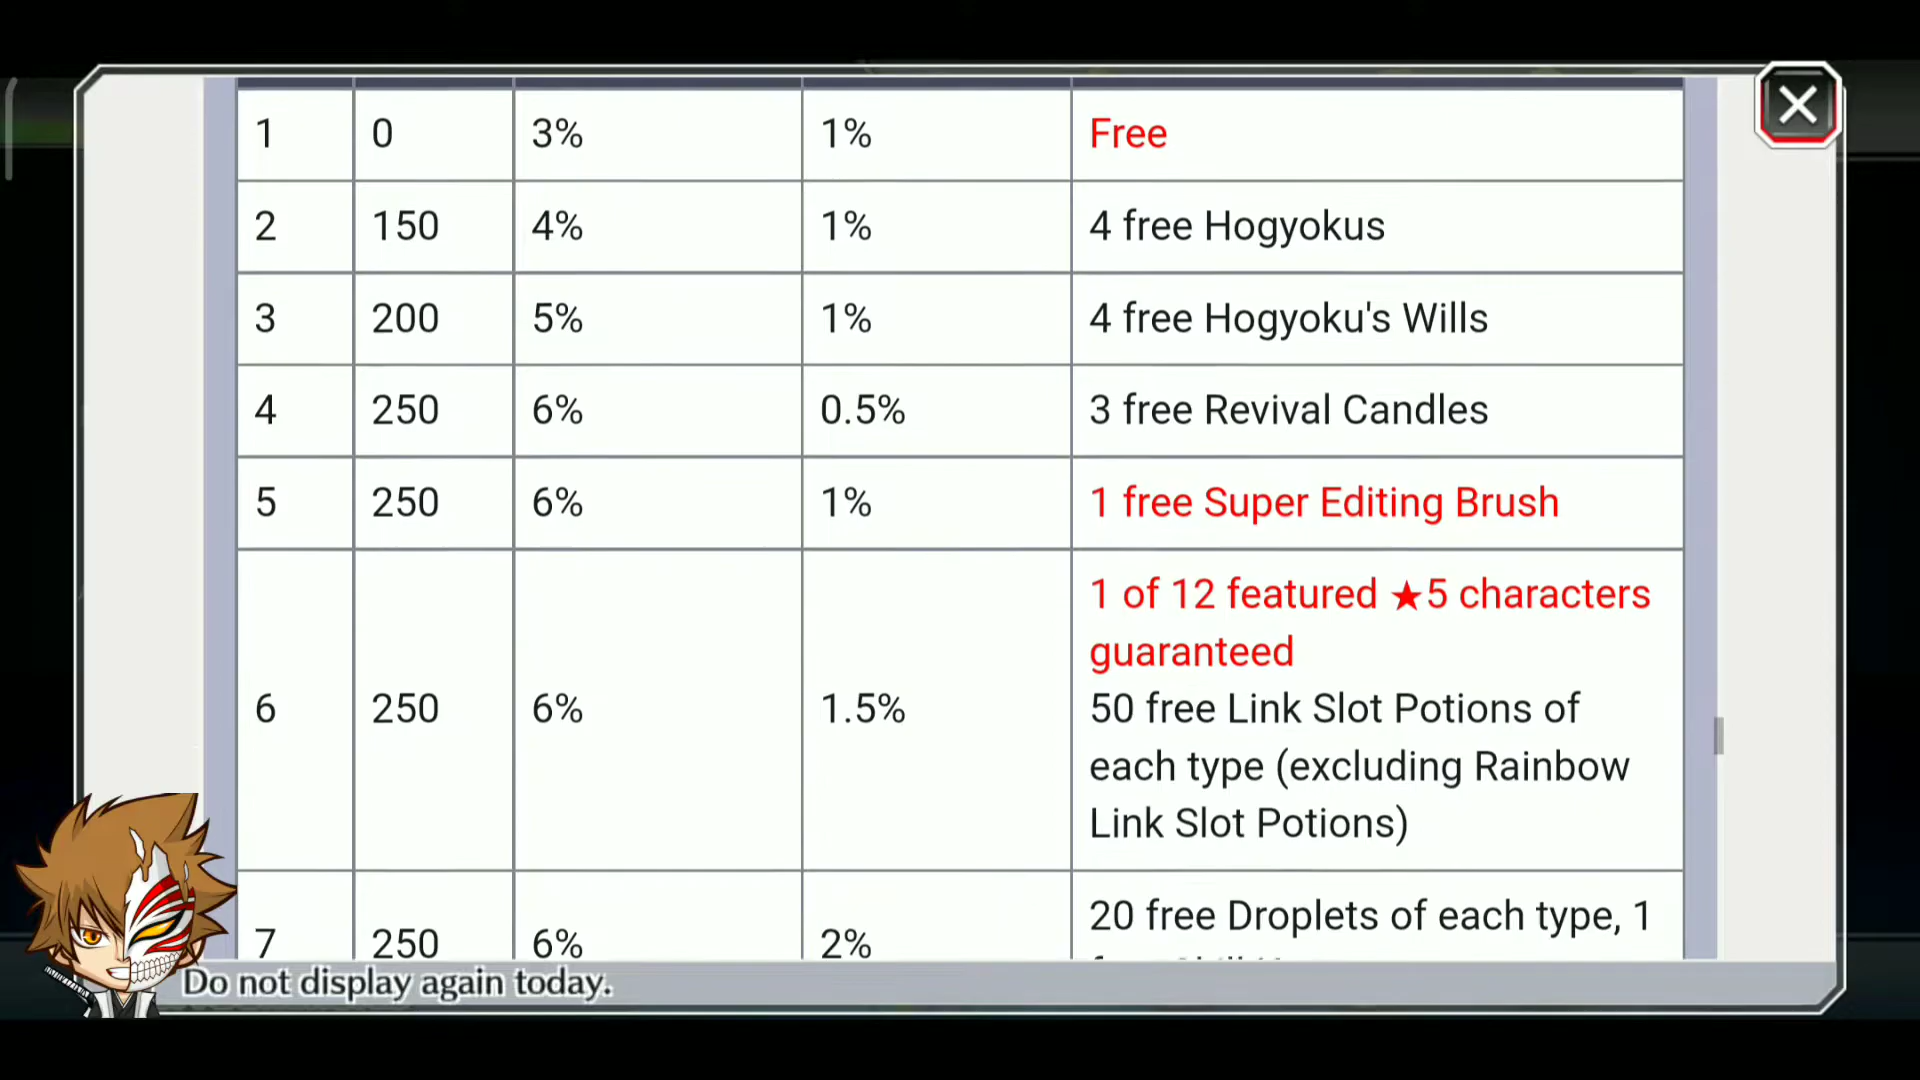 1 0 3% 1% Free
2 150 4% 1% 4 free Hogyokus
3 200 5% 1% 4 free Hogyoku's Wills
4 250 6% 0.5% 3 free Revival Candles
5 250 6% 1% 1 free Super Editing Brush
1 of 12 featured ★5 characters
guaranteed
6 250 6% 1.5% 50 free Link Slot Potions of
each type (excluding Rainbow
Link Slot Potions)
20 free Droplets of each type, 1
7 250 6% 2%
Do not display again today.